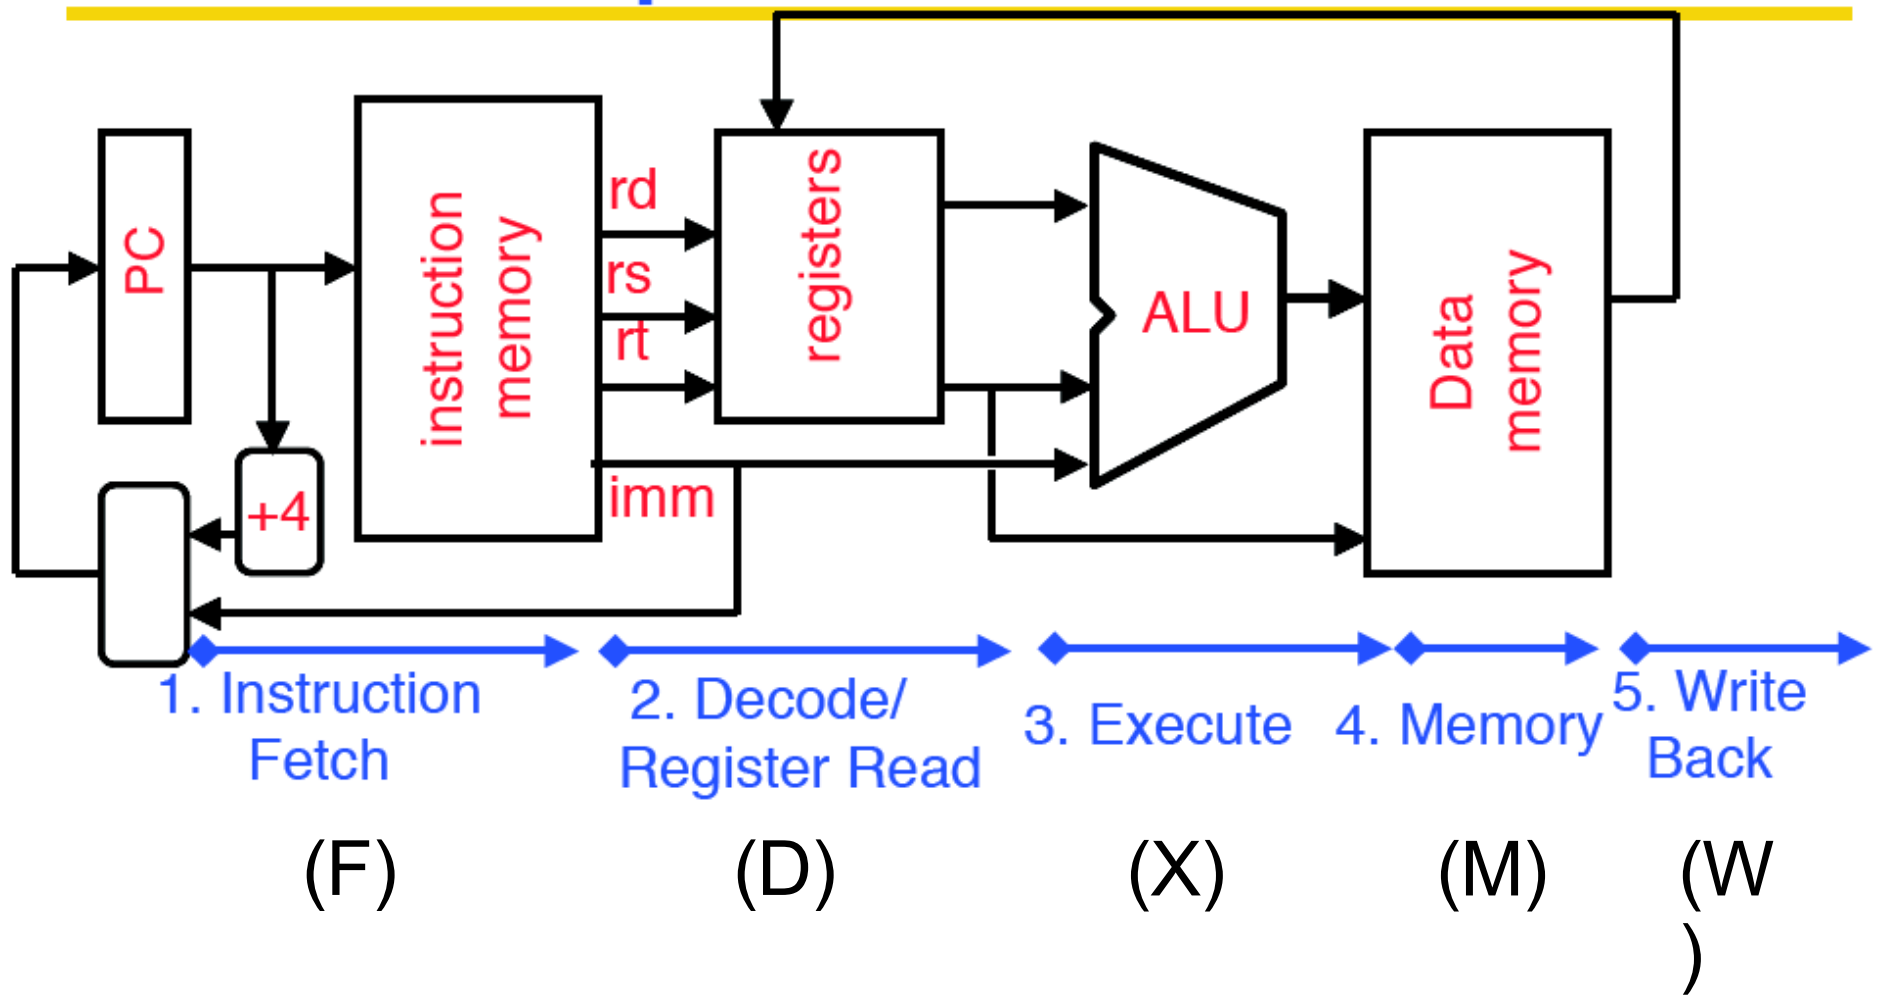 PC
+4
instruction
memory
rd
rs
rt
imm
registers
ALU
Data
memory
1. Instruction
Fetch
2. Decode/
Register Read
3. Execute
4. Memory
5. Write
Back
(F)
(D)
(X)
(M)
(W
)